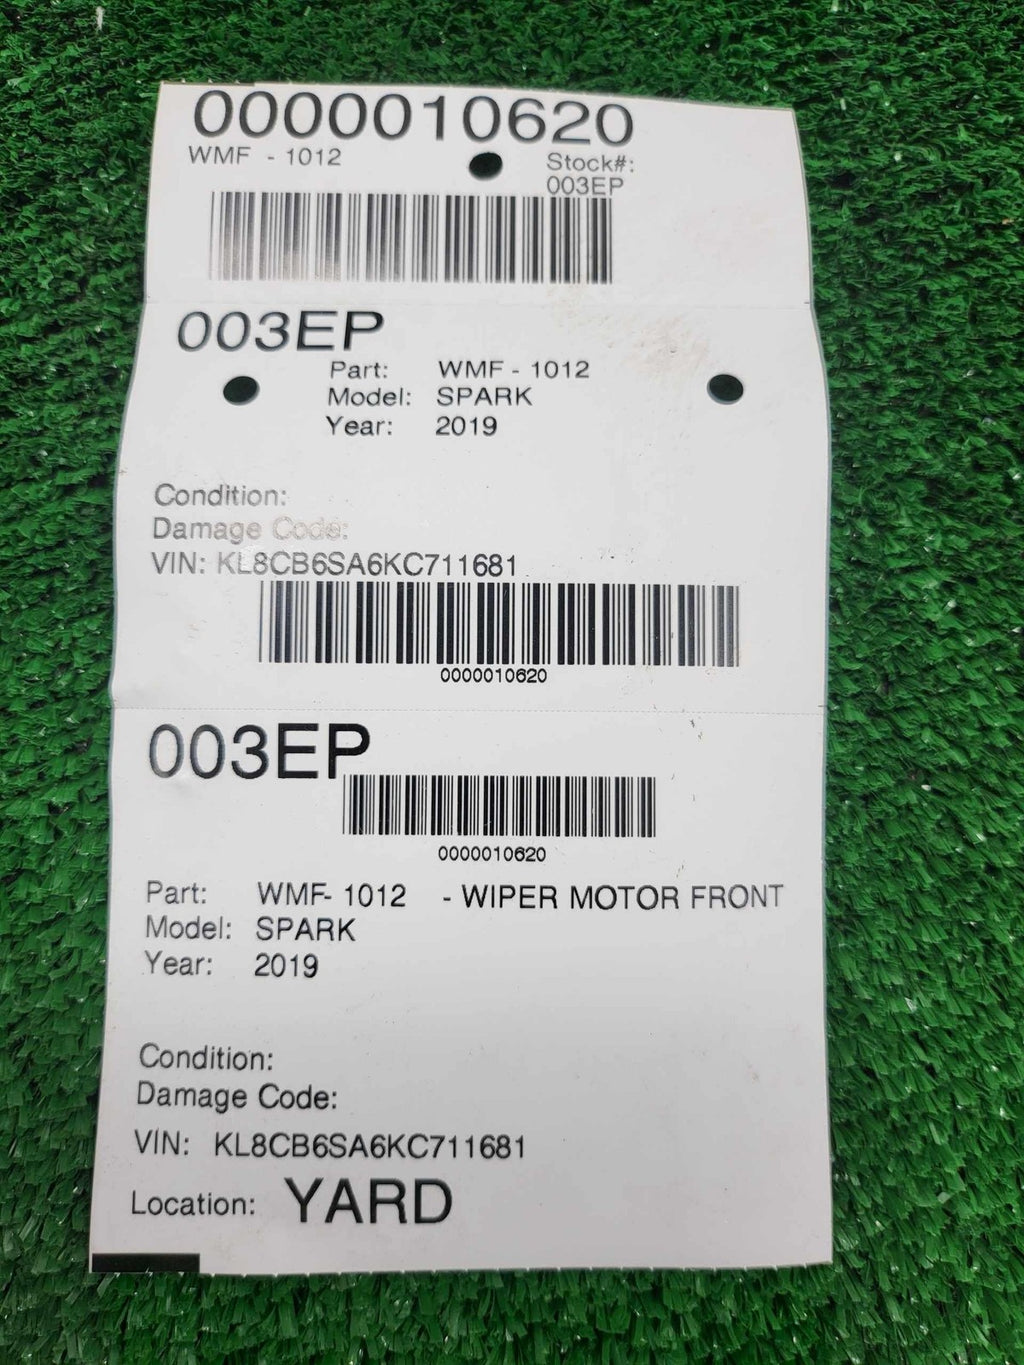 0000010620
WMF - 1012
Stock#:
003EP
003EP
Part: WMF - 1012
Model: SPARK
Year: 2019
Condition:
Damage Code:
VIN: KL8CB6SA6KC711681
0000010620
003EP
0000010620
Part: WMF- 1012 - WIPER MOTOR FRONT
Model: SPARK
Year: 2019
Condition:
Damage Code:
VIN: KL8CB6SA6KC711681
Location: YARD